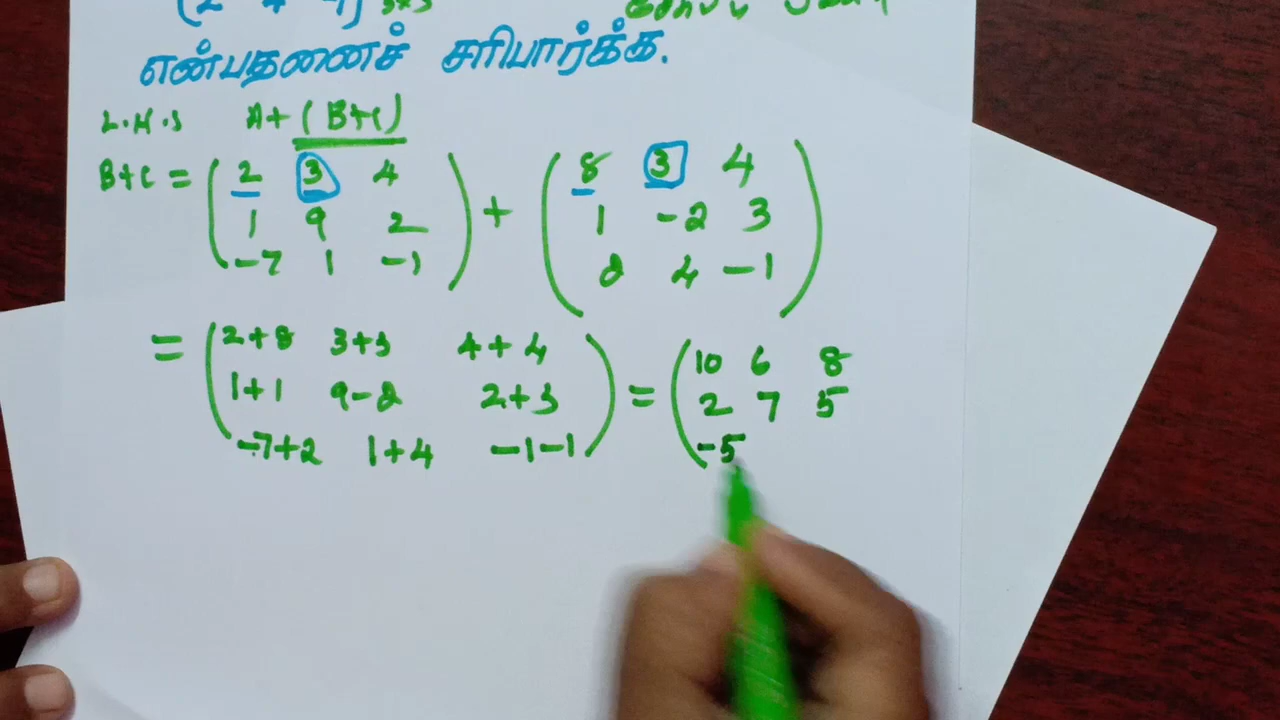 என்பதனைச் சரிபார்க்க.
L.H.S A+(B+C)
B+C = ( 2 3 4 ) + ( 8 3 4 )
1 9 2 1 -2 3
-7 1 -1 2 4 -1
= ( 2+8 3+3 4+4 ) = ( 10 6 8
1+1 9-2 2+3 2 7 5
-7+2 1+4 -1-1 -5